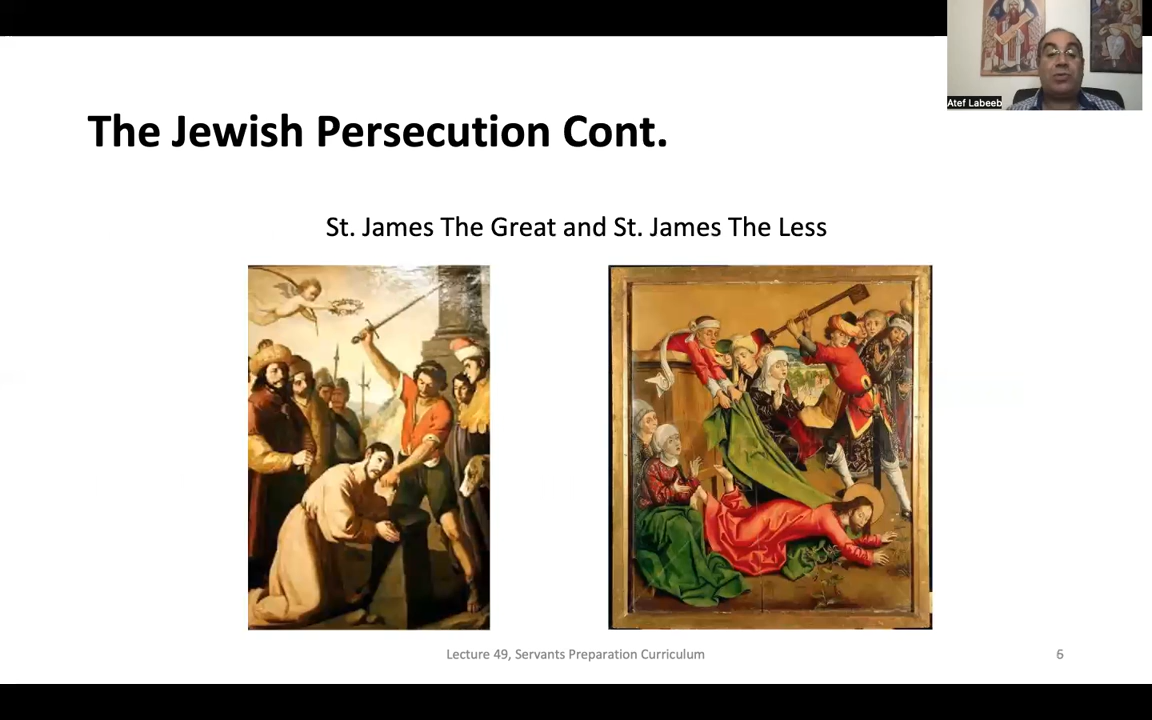 Atef Labeeb
The Jewish Persecution Cont.
St. James The Great and St. James The Less
Lecture 49, Servants Preparation Curriculum
6